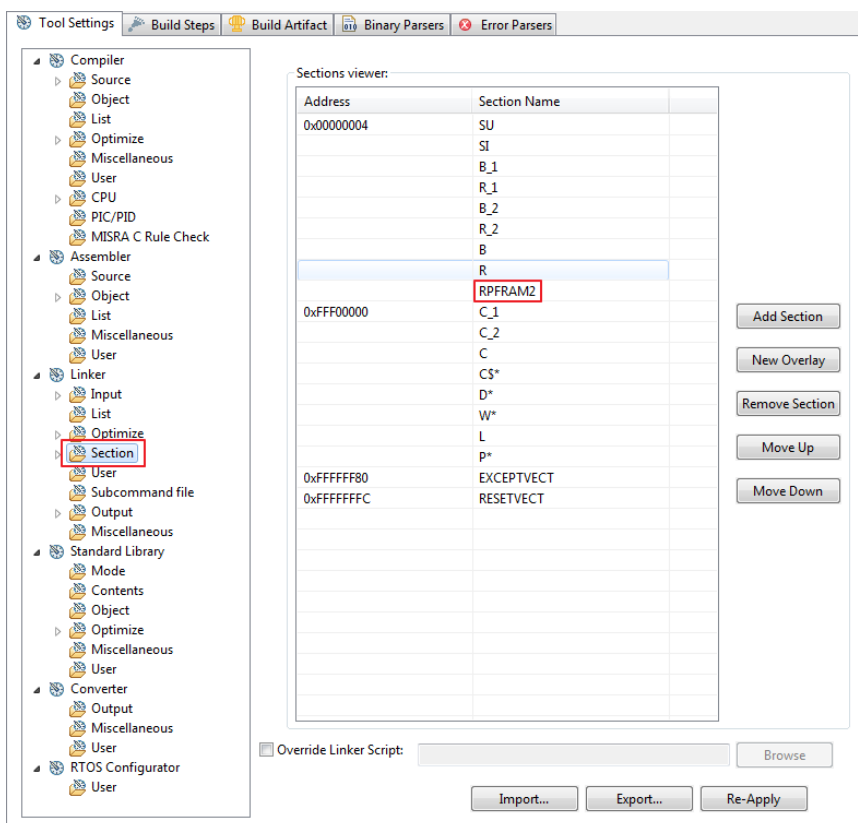 Tool Settings Build Steps Build Artifact Binary Parsers Error Parsers
Compiler
Source
Object
List
Optimize
Miscellaneous
User
CPU
PIC/PID
MISRA C Rule Check
Assembler
Source
Object
List
Miscellaneous
User
Linker
Input
List
Optimize
Section
User
Subcommand file
Output
Miscellaneous
Standard Library
Mode
Contents
Object
Optimize
Miscellaneous
User
Converter
Output
Miscellaneous
User
RTOS Configurator
User
Sections viewer:
Address Section Name
0x00000004 SU
SI
B_1
R_1
B_2
R_2
B
R
RPFRAM2
0xFFF00000 C_1
C_2
C
C$*
D*
W*
L
P*
0xFFFFFF80 EXCEPTVECT
0xFFFFFFFC RESETVECT
Add Section
New Overlay
Remove Section
Move Up
Move Down
Override Linker Script: Browse
Import... Export... Re-Apply